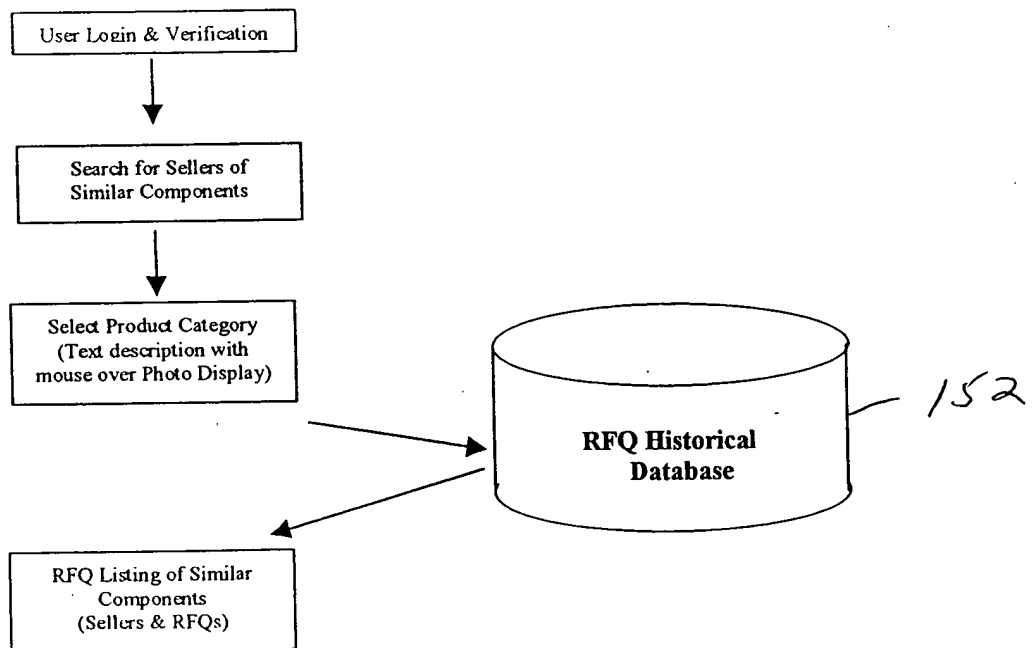 User Login & Verification
Search for Sellers of
Similar Components
Select Product Category
(Text description with
mouse over Photo Display)
RFQ Historical
Database
152
RFQ Listing of Similar
Components
(Sellers & RFQs)